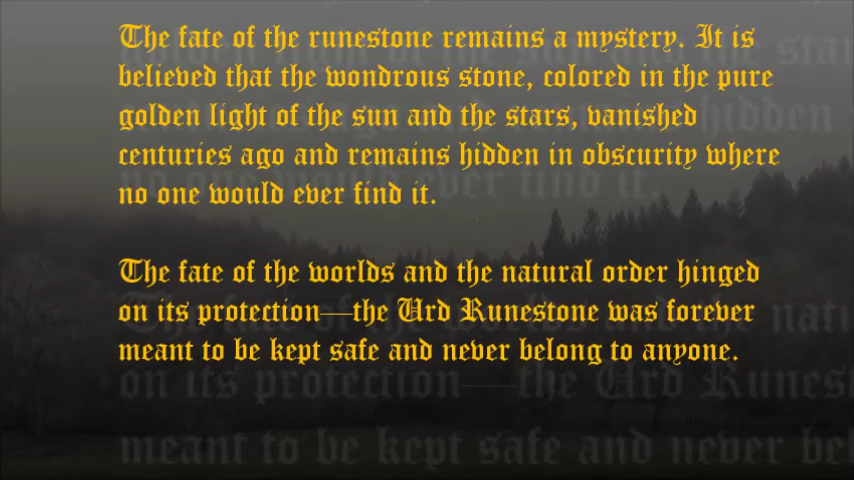 The fate of the runestone remains a mystery. It is
believed that the wondrous stone, colored in the pure
golden light of the sun and the stars, vanished
centuries ago and remains hidden in obscurity where
no one would ever find it.
The fate of the worlds and the natural order hinged
on its protection—the Urd Runestone was forever
meant to be kept safe and never belong to anyone.